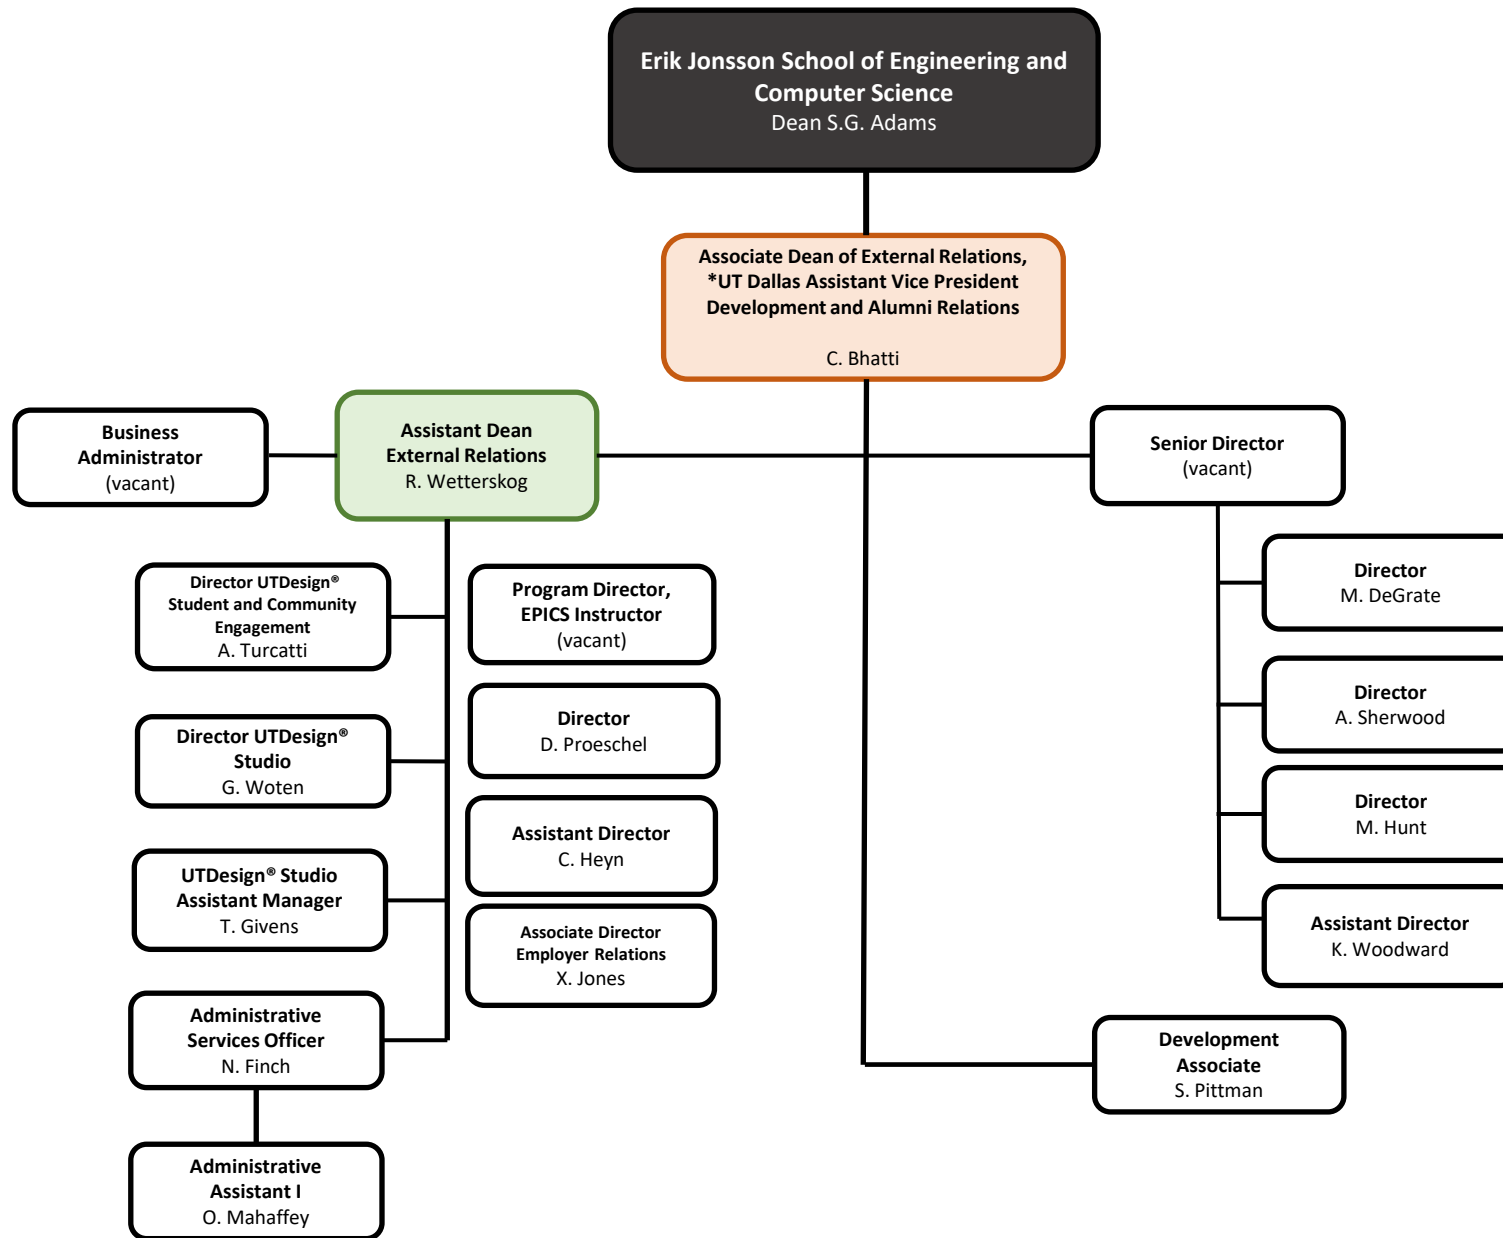 Erik Jonsson School of Engineering and
Computer Science
Dean S.G. Adams
Associate Dean of External Relations,
*UT Dallas Assistant Vice President
Development and Alumni Relations
C. Bhatti
Business
Administrator
(vacant)
Assistant Dean
External Relations
R. Wetterskog
Senior Director
(vacant)
Director UTDesign®
Student and Community
Engagement
A. Turcatti
Program Director,
EPICS Instructor
(vacant)
Director
M. DeGrate
Director UTDesign®
Studio
G. Woten
Director
D. Proeschel
Director
A. Sherwood
UTDesign® Studio
Assistant Manager
T. Givens
Assistant Director
C. Heyn
Director
M. Hunt
Associate Director
Employer Relations
X. Jones
Assistant Director
K. Woodward
Administrative
Services Officer
N. Finch
Development
Associate
S. Pittman
Administrative
Assistant I
O. Mahaffey